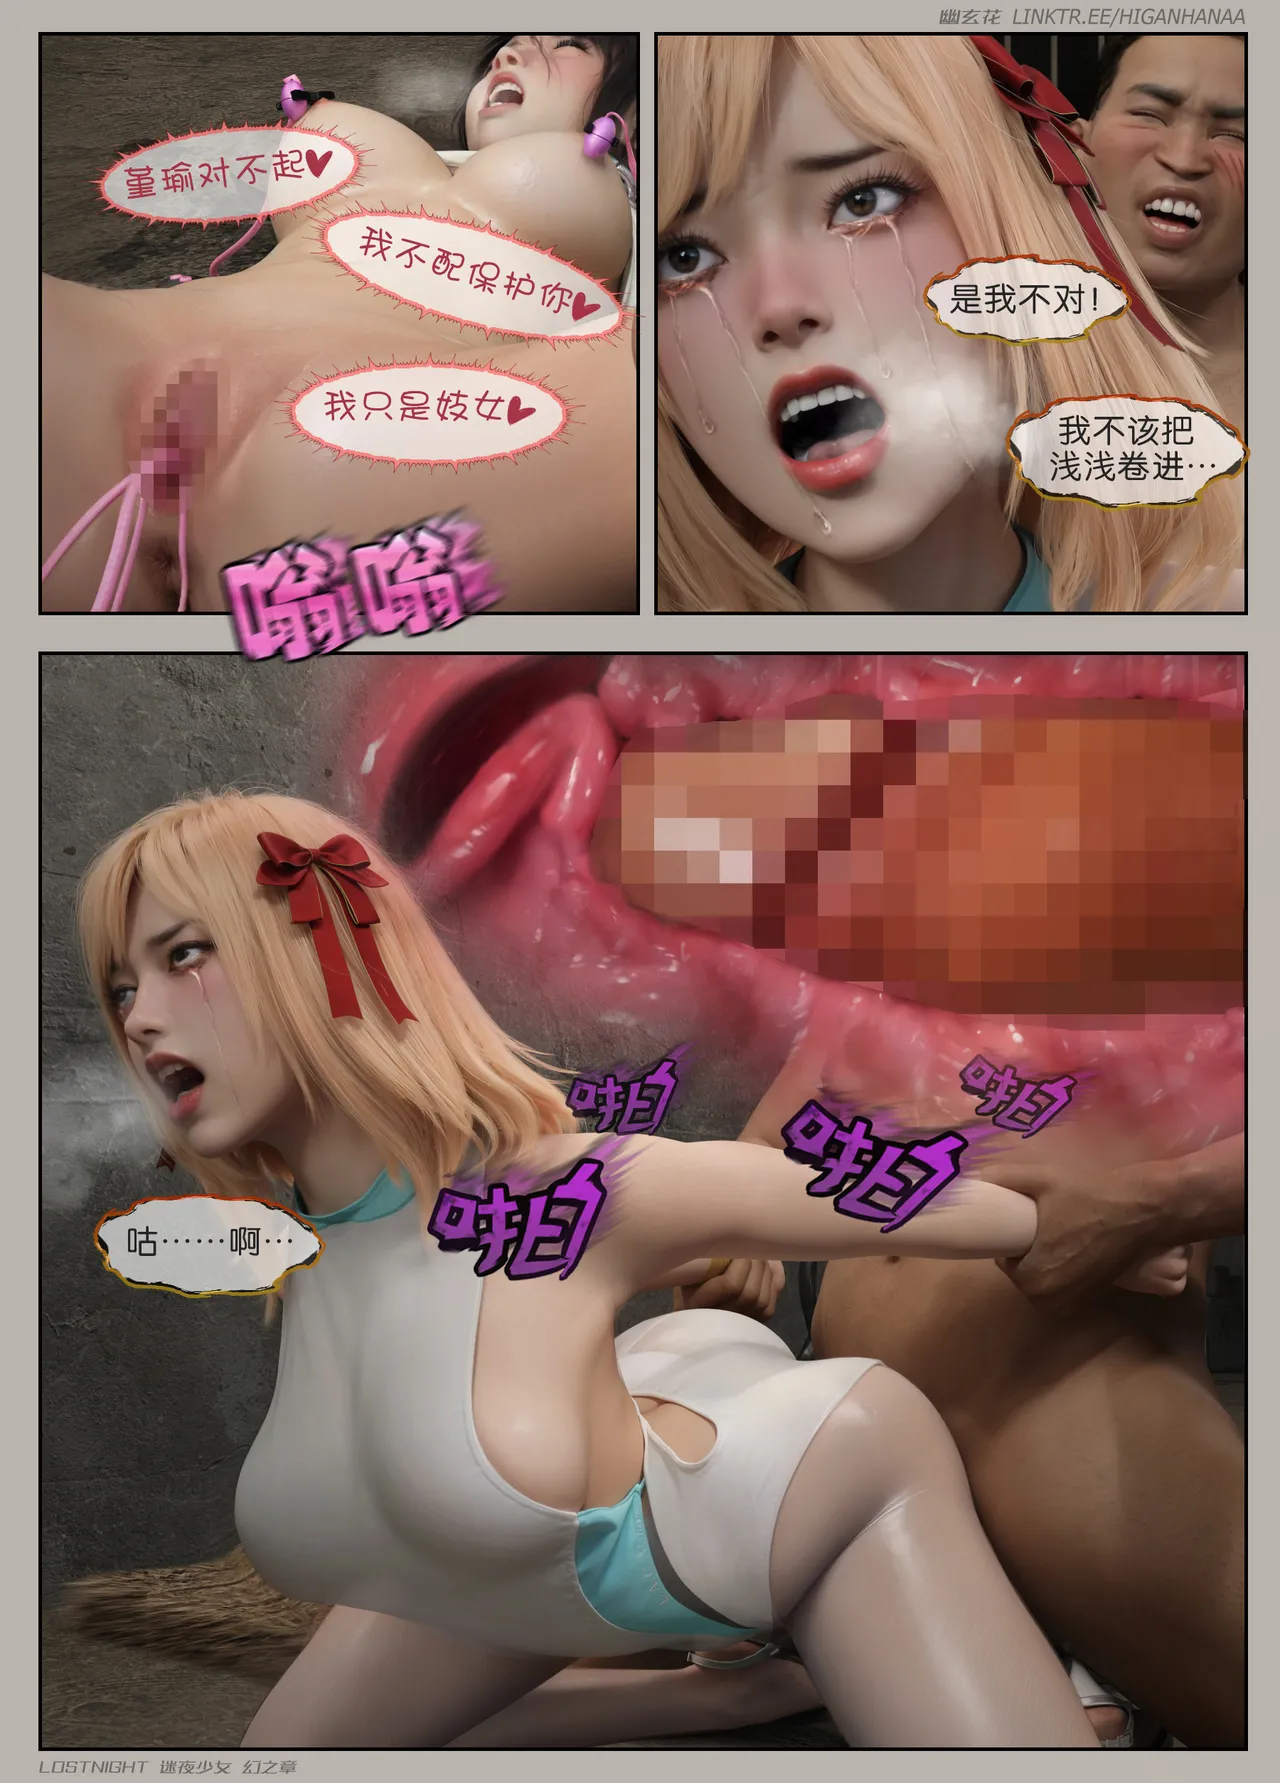 幽玄花 LINKTR.EE/HIGANHANAA
堇瑜对不起♥
我不配保护你♥
我只是妓女♥
嗡嗡
是我不对！
我不该把
浅浅卷进…
咕……啊…
啪
啪
啪
啪
LOSTNIGHT 迷夜少女 幻之章